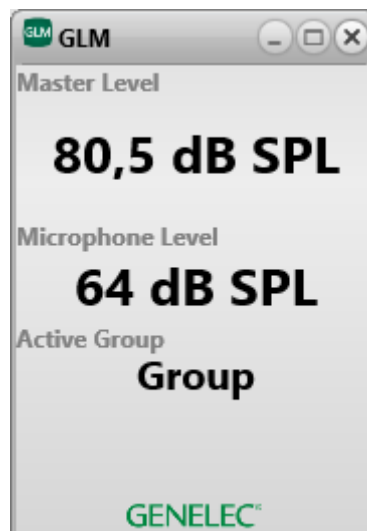 GLM GLM
Master Level
80,5 dB SPL
Microphone Level
64 dB SPL
Active Group
Group
GENELEC®